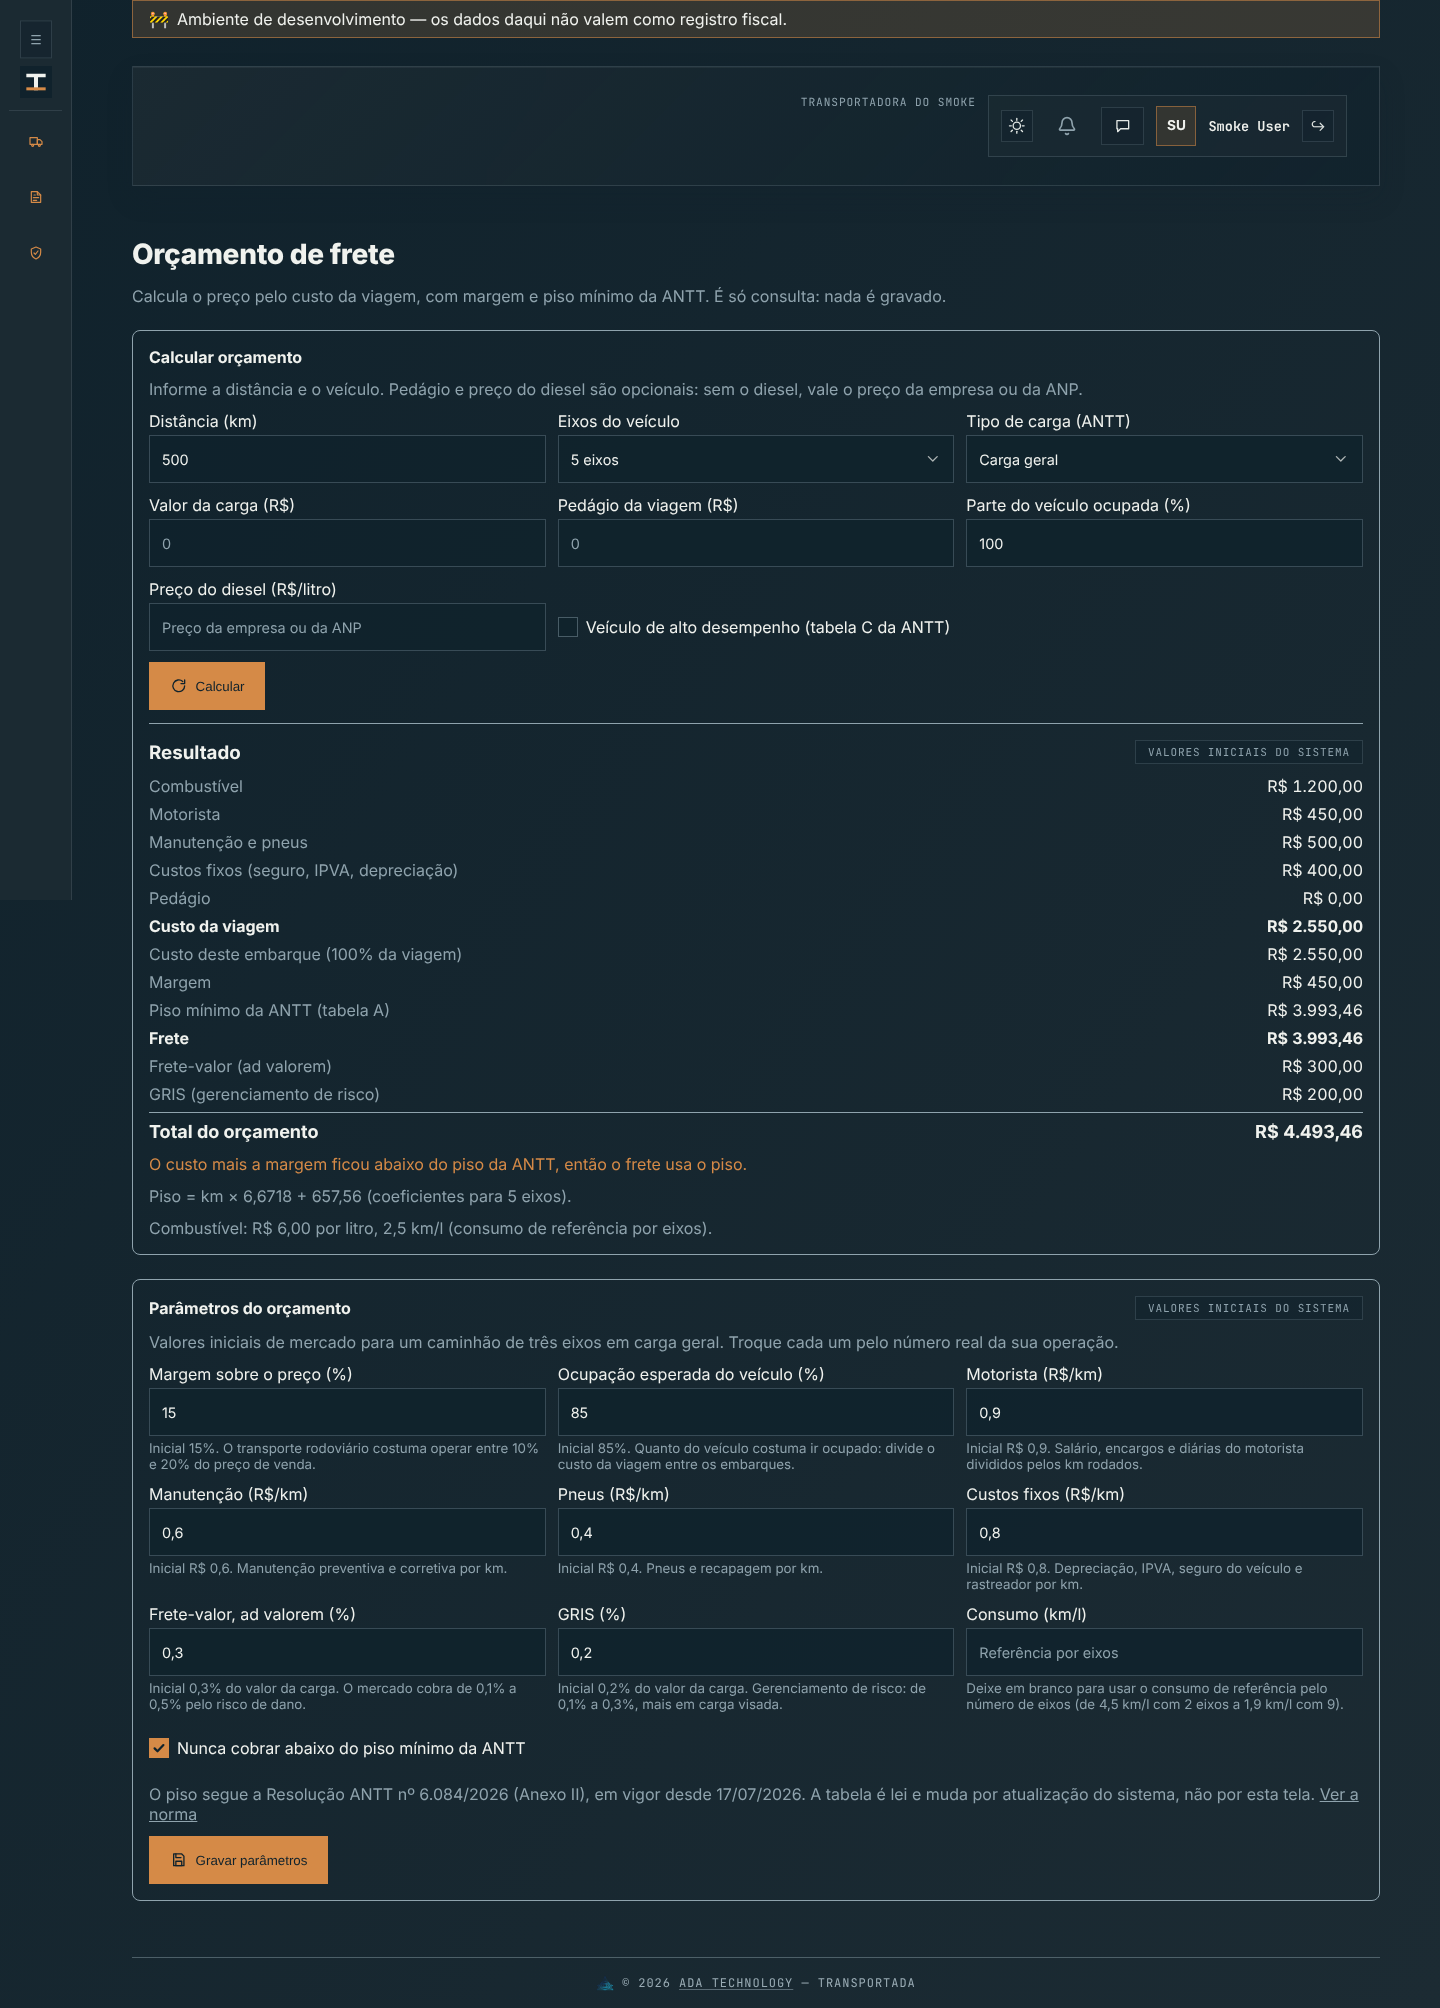 🚧 Ambiente de desenvolvimento — os dados daqui não valem como registro fiscal.
TRANSPORTADORA DO SMOKE
SU
Smoke User
Orçamento de frete
Calcula o preço pelo custo da viagem, com margem e piso mínimo da ANTT. É só consulta: nada é gravado.
Calcular orçamento
Informe a distância e o veículo. Pedágio e preço do diesel são opcionais: sem o diesel, vale o preço da empresa ou da ANP.
Distância (km) Eixos do veículo Tipo de carga (ANTT)
500 5 eixos Carga geral
Valor da carga (R$) Pedágio da viagem (R$) Parte do veículo ocupada (%)
0 0 100
Preço do diesel (R$/litro)
Preço da empresa ou da ANP Veículo de alto desempenho (tabela C da ANTT)
Calcular
Resultado VALORES INICIAIS DO SISTEMA
Combustível R$ 1.200,00
Motorista R$ 450,00
Manutenção e pneus R$ 500,00
Custos fixos (seguro, IPVA, depreciação) R$ 400,00
Pedágio R$ 0,00
Custo da viagem R$ 2.550,00
Custo deste embarque (100% da viagem) R$ 2.550,00
Margem R$ 450,00
Piso mínimo da ANTT (tabela A) R$ 3.993,46
Frete R$ 3.993,46
Frete-valor (ad valorem) R$ 300,00
GRIS (gerenciamento de risco) R$ 200,00
Total do orçamento R$ 4.493,46
O custo mais a margem ficou abaixo do piso da ANTT, então o frete usa o piso.
Piso = km × 6,6718 + 657,56 (coeficientes para 5 eixos).
Combustível: R$ 6,00 por litro, 2,5 km/l (consumo de referência por eixos).
Parâmetros do orçamento VALORES INICIAIS DO SISTEMA
Valores iniciais de mercado para um caminhão de três eixos em carga geral. Troque cada um pelo número real da sua operação.
Margem sobre o preço (%) Ocupação esperada do veículo (%) Motorista (R$/km)
15 85 0,9
Inicial 15%. O transporte rodoviário costuma operar entre 10% Inicial 85%. Quanto do veículo costuma ir ocupado: divide o Inicial R$ 0,9. Salário, encargos e diárias do motorista
e 20% do preço de venda. custo da viagem entre os embarques. divididos pelos km rodados.
Manutenção (R$/km) Pneus (R$/km) Custos fixos (R$/km)
0,6 0,4 0,8
Inicial R$ 0,6. Manutenção preventiva e corretiva por km. Inicial R$ 0,4. Pneus e recapagem por km. Inicial R$ 0,8. Depreciação, IPVA, seguro do veículo e
rastreador por km.
Frete-valor, ad valorem (%) GRIS (%) Consumo (km/l)
0,3 0,2 Referência por eixos
Inicial 0,3% do valor da carga. O mercado cobra de 0,1% a Inicial 0,2% do valor da carga. Gerenciamento de risco: de Deixe em branco para usar o consumo de referência pelo
0,5% pelo risco de dano. 0,1% a 0,3%, mais em carga visada. número de eixos (de 4,5 km/l com 2 eixos a 1,9 km/l com 9).
Nunca cobrar abaixo do piso mínimo da ANTT
O piso segue a Resolução ANTT nº 6.084/2026 (Anexo II), em vigor desde 17/07/2026. A tabela é lei e muda por atualização do sistema, não por esta tela. Ver a
norma
Gravar parâmetros
© 2026 ADA TECHNOLOGY — TRANSPORTADA